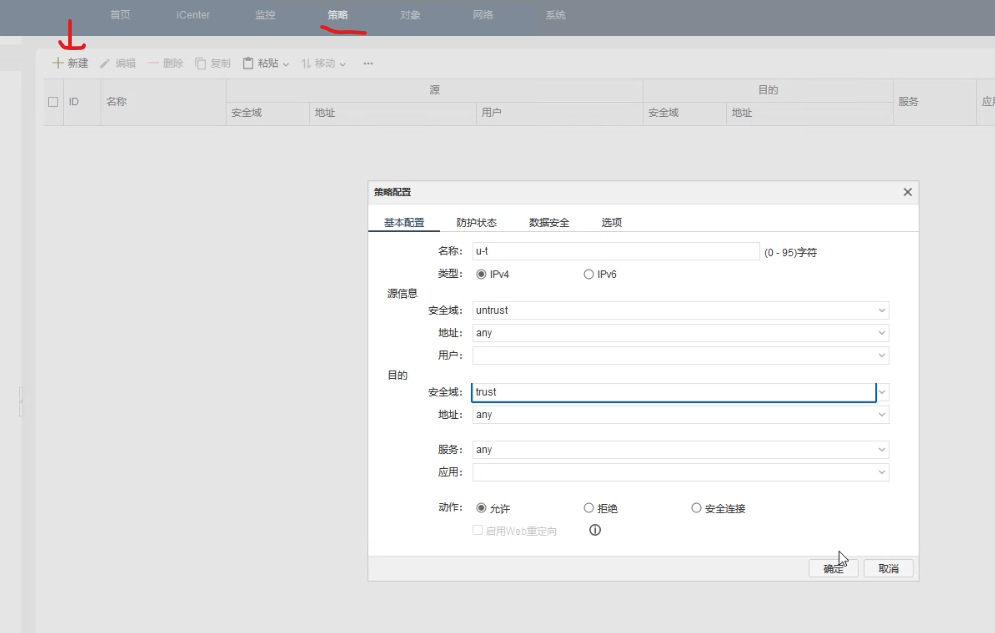 首页 iCenter 监控 策略 对象 网络 系统
新建 编辑 删除 复制 粘贴 移动 ...
源 目的
ID 名称 服务
安全域 地址 用户 安全域 地址
策略配置
基本配置 防护状态 数据安全 选项
名称: u-t (0 - 95)字符
类型: IPv4 IPv6
源信息
安全域: untrust
地址: any
用户:
目的
安全域: trust
地址: any
服务: any
应用:
动作: 允许 拒绝 安全连接
启用Web重定向
确定 取消